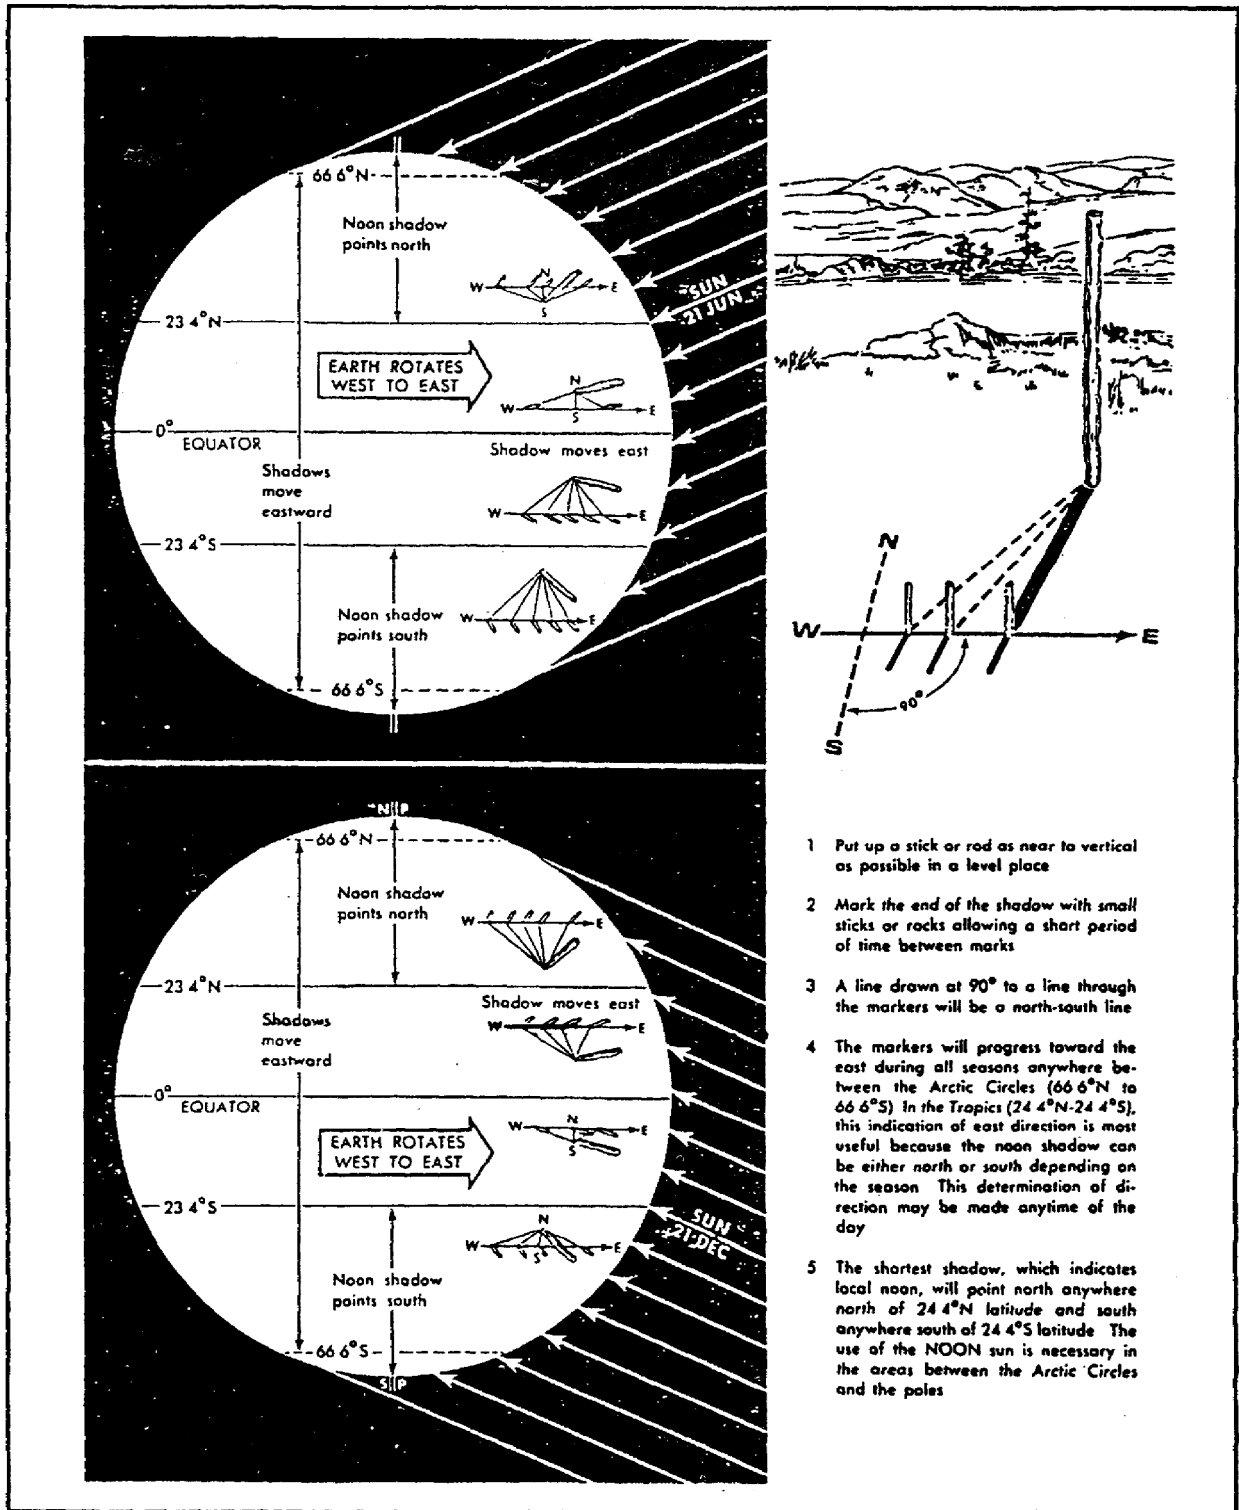 66 6°N
Noon shadow
points north
N
W
E
S
SUN
21 JUN
23 4°N
EARTH ROTATES
WEST TO EAST
N
W
E
S
0°
EQUATOR
Shadow moves east
Shadows
move
eastward
W
E
23 4°S
W
E
Noon shadow
points south
66 6°S
N
W
E
90°
S
N P
66 6°N
Noon shadow
points north
W
E
23 4°N
Shadow moves east
W
E
Shadows
move
eastward
0°
EQUATOR
N
W
E
S
EARTH ROTATES
WEST TO EAST
23 4°S
SUN
21 DEC
N
W
E
S
Noon shadow
points south
66 6°S
S P
1 Put up a stick or rod as near to vertical
as possible in a level place
2 Mark the end of the shadow with small
sticks or rocks allowing a short period
of time between marks
3 A line drawn at 90° to a line through
the markers will be a north-south line
4 The markers will progress toward the
east during all seasons anywhere be-
tween the Arctic Circles (66 6°N to
66 6°S) In the Tropics (24 4°N-24 4°S),
this indication of east direction is most
useful because the noon shadow can
be either north or south depending on
the season This determination of di-
rection may be made anytime of the
day
5 The shortest shadow, which indicates
local noon, will point north anywhere
north of 24 4°N latitude and south
anywhere south of 24 4°S latitude The
use of the NOON sun is necessary in
the areas between the Arctic Circles
and the poles